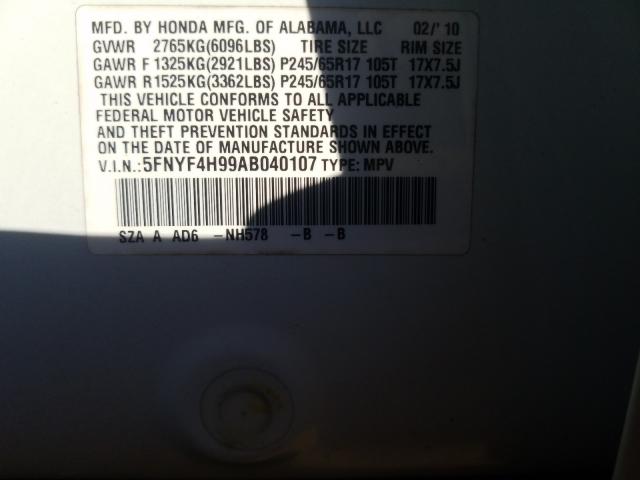 MFD. BY HONDA MFG. OF ALABAMA, LLC 02/'10
GVWR 2765KG(6096LBS) TIRE SIZE RIM SIZE
GAWR F 1325KG(2921LBS) P245/65R17 105T 17X7.5J
GAWR R 1525KG(3362LBS) P245/65R17 105T 17X7.5J
THIS VEHICLE CONFORMS TO ALL APPLICABLE
FEDERAL MOTOR VEHICLE SAFETY
AND THEFT PREVENTION STANDARDS IN EFFECT
ON THE DATE OF MANUFACTURE SHOWN ABOVE.
V.I.N.:5FNYF4H99AB040107 TYPE: MPV
SZA A AD6 -NH578 -B -B